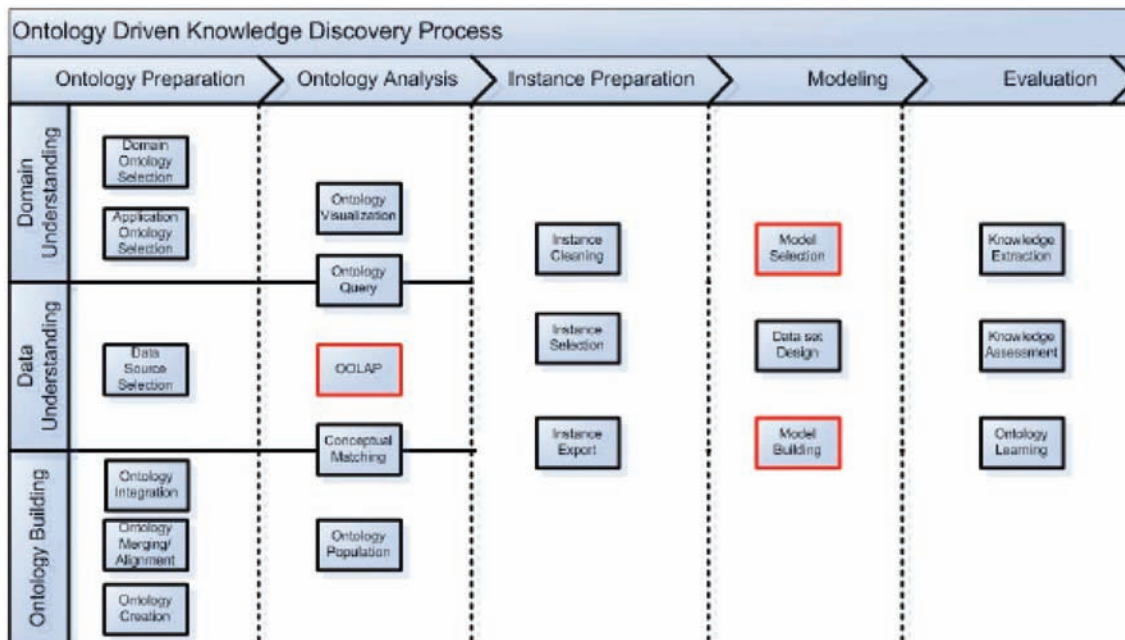 Ontology Driven Knowledge Discovery Process
Ontology Preparation
Ontology Analysis
Instance Preparation
Modeling
Evaluation
Domain
Understanding
Domain
Ontology
Selection
Application
Ontology
Selection
Ontology
Visualization
Ontology
Query
Instance
Cleaning
Model
Selection
Knowledge
Extraction
Data
Understanding
Data
Source
Selection
OOLAP
Conceptual
Matching
Instance
Selection
Data set
Design
Knowledge
Assessment
Instance
Export
Model
Building
Ontology
Learning
Ontology Building
Ontology
Integration
Ontology
Merging/
Alignment
Ontology
Creation
Ontology
Population